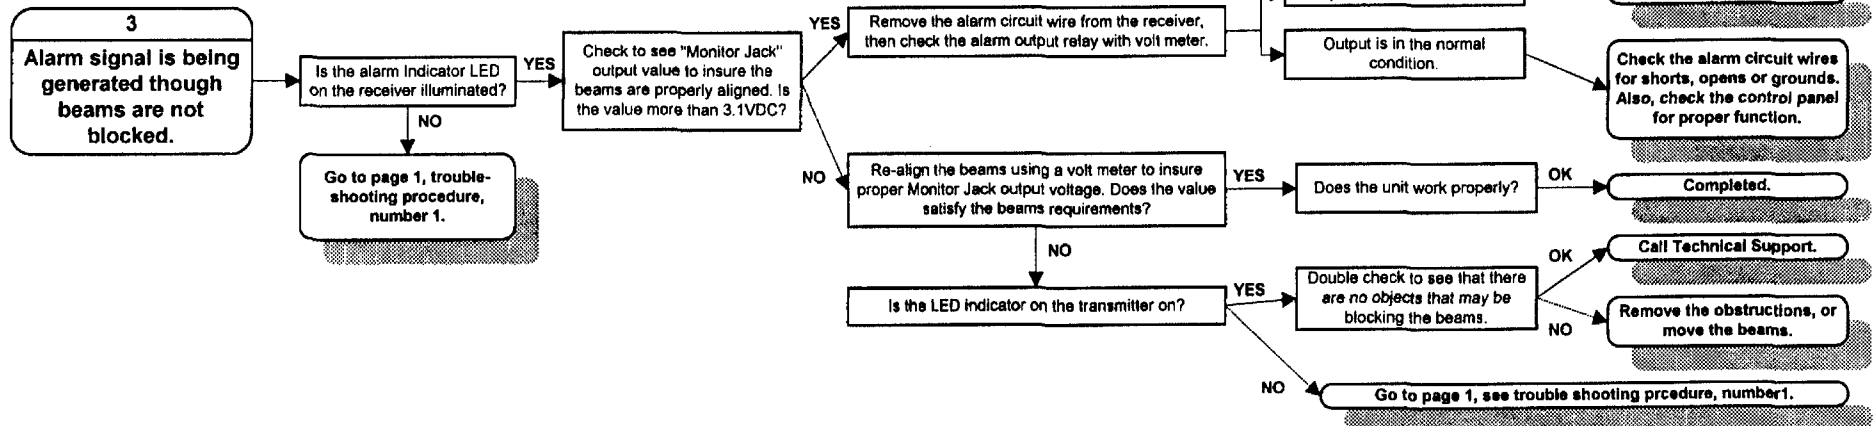 3
Alarm signal is being
generated though
beams are not
blocked.
Is the alarm Indicator LED
on the receiver illuminated?
YES
NO
Go to page 1, trouble-
shooting procedure,
number 1.
Check to see "Monitor Jack"
output value to insure the
beams are properly aligned. Is
the value more than 3.1VDC?
YES
NO
Remove the alarm circuit wire from the receiver,
then check the alarm output relay with volt meter.
Output is in the normal
condition.
Check the alarm circuit wires
for shorts, opens or grounds.
Also, check the control panel
for proper function.
Re-align the beams using a volt meter to insure
proper Monitor Jack output voltage. Does the value
satisfy the beams requirements?
YES
NO
Does the unit work properly?
OK
Completed.
Is the LED indicator on the transmitter on?
YES
NO
Double check to see that there
are no objects that may be
blocking the beams.
OK
NO
Call Technical Support.
Remove the obstructions, or
move the beams.
Go to page 1, see trouble shooting prcedure, number1.